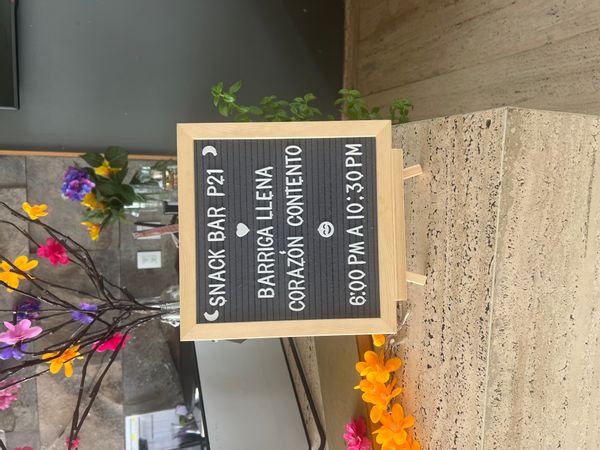 SNACK BAR P21
BARRIGA LLENA
CORAZÓN CONTENTO
6:00 PM A 10:30 PM